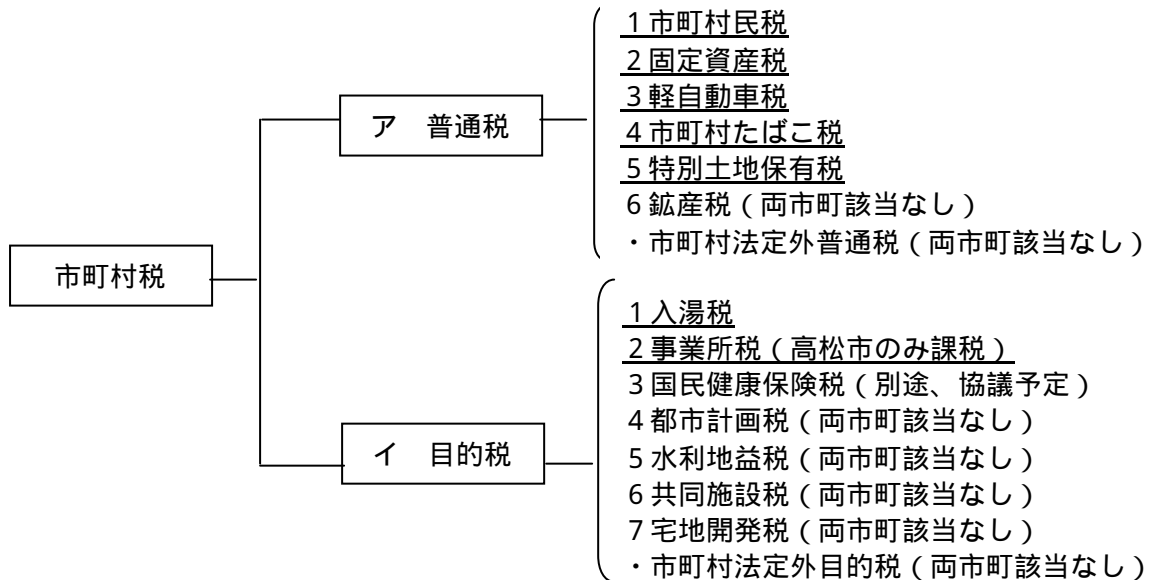 市町村税
ア 普通税
1 市町村民税
2 固定資産税
3 軽自動車税
4 市町村たばこ税
5 特別土地保有税
6 鉱産税(両市町該当なし)
・市町村法定外普通税(両市町該当なし)
イ 目的税
1 入湯税
2 事業所税(高松市のみ課税)
3 国民健康保険税(別途、協議予定)
4 都市計画税(両市町該当なし)
5 水利地益税(両市町該当なし)
6 共同施設税(両市町該当なし)
7 宅地開発税(両市町該当なし)
・市町村法定外目的税(両市町該当なし)